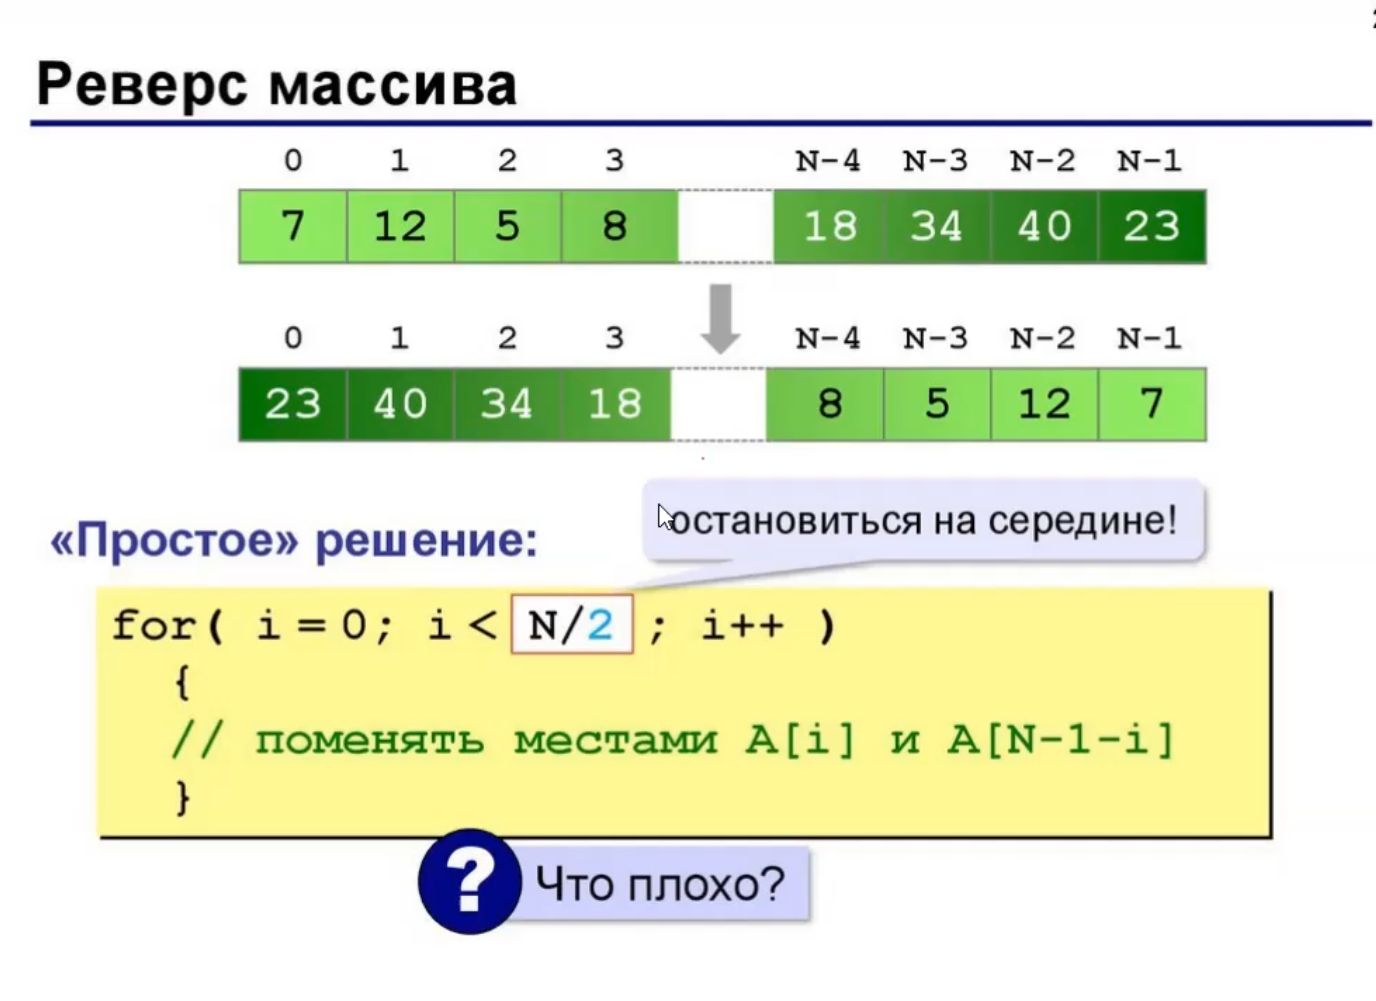 Реверс массива
0 1 2 3 N-4 N-3 N-2 N-1
7 12 5 8 18 34 40 23
0 1 2 3 N-4 N-3 N-2 N-1
23 40 34 18 8 5 12 7
остановиться на середине!
«Простое» решение:
for( i = 0; i < N/2 ; i++ )
{
// поменять местами A[i] и A[N-1-i]
}
? Что плохо?